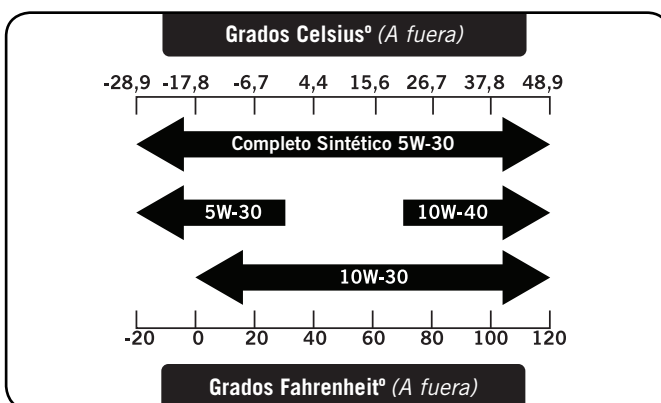 Grados Celsiusº (A fuera)
-28,9 -17,8 -6,7 4,4 15,6 26,7 37,8 48,9
Completo Sintético 5W-30
5W-30 10W-40
10W-30
-20 0 20 40 60 80 100 120
Grados Fahrenheitº (A fuera)